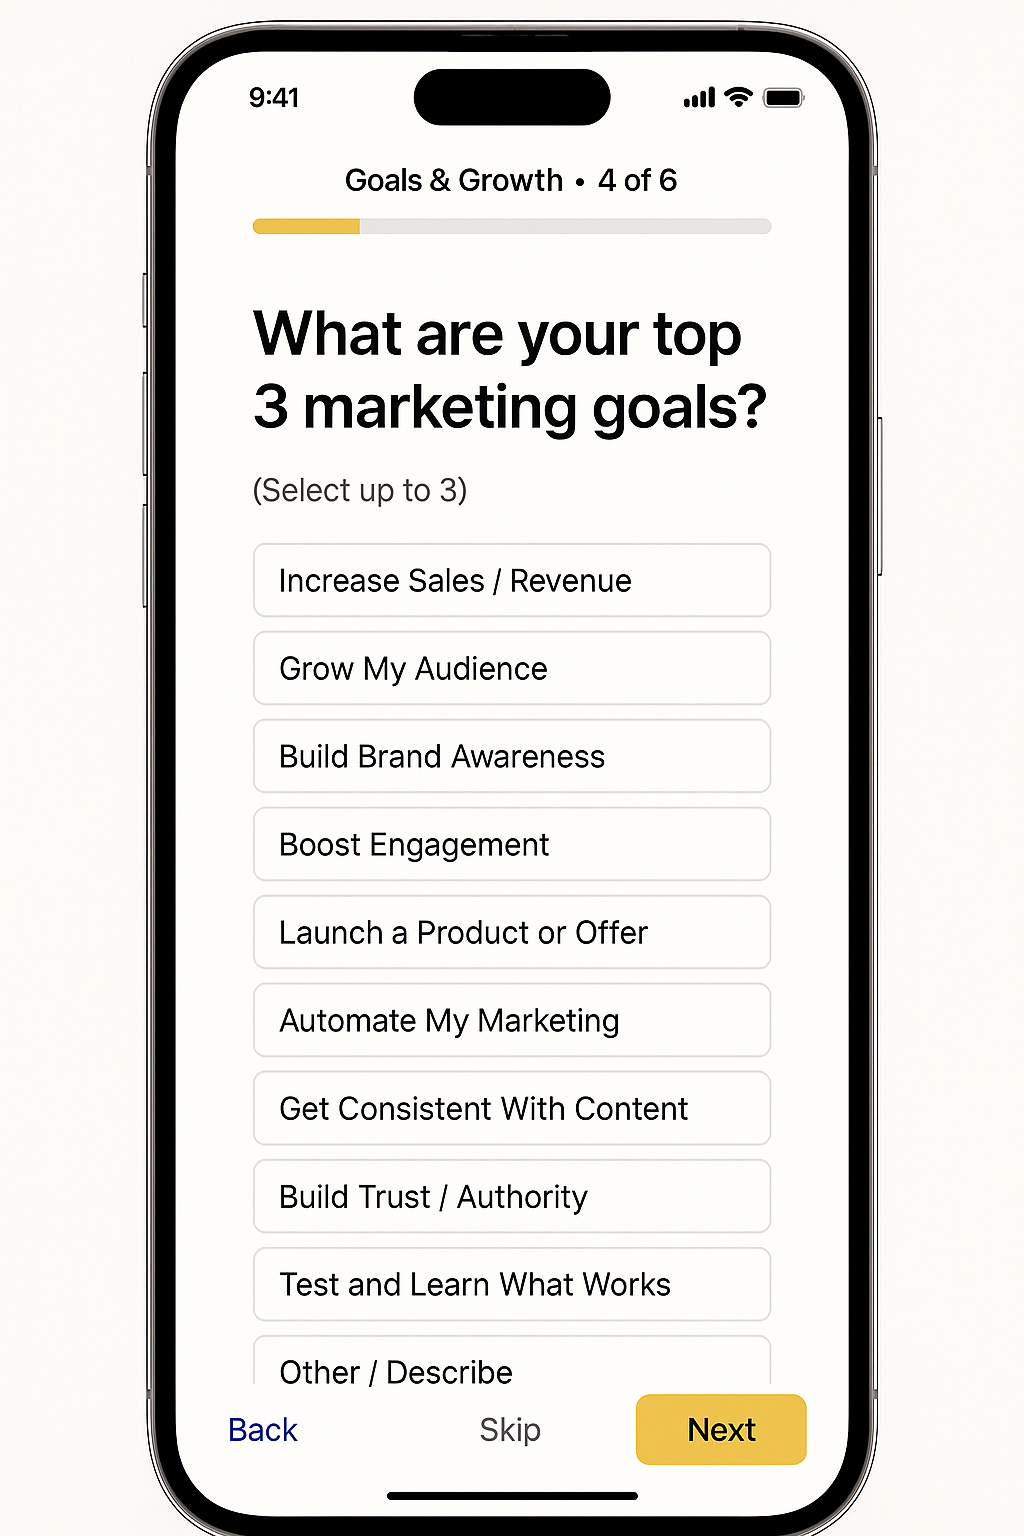 9:41
Goals & Growth • 4 of 6
What are your top
3 marketing goals?
(Select up to 3)
Increase Sales / Revenue
Grow My Audience
Build Brand Awareness
Boost Engagement
Launch a Product or Offer
Automate My Marketing
Get Consistent With Content
Build Trust / Authority
Test and Learn What Works
Other / Describe
Back Skip Next